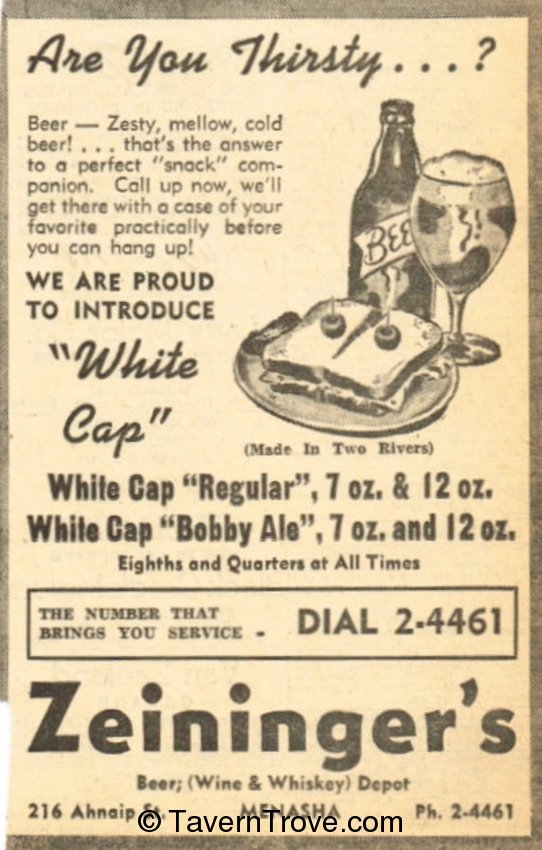 Are You Thirsty . . . ?
Beer — Zesty, mellow, cold
beer! . . . that's the answer
to a perfect "snack" com-
panion. Call up now, we'll
get there with a case of your
favorite practically before
you can hang up!
WE ARE PROUD
TO INTRODUCE
"White
Cap"
BEER
(Made In Two Rivers)
White Cap "Regular", 7 oz. & 12 oz.
White Cap "Bobby Ale", 7 oz. and 12 oz.
Eighths and Quarters at All Times
THE NUMBER THAT
BRINGS YOU SERVICE -
DIAL 2-4461
Zeininger's
Beer; (Wine & Whiskey) Depot
216 Ahnaip St. MENASHA Ph. 2-4461
© TavernTrove.com